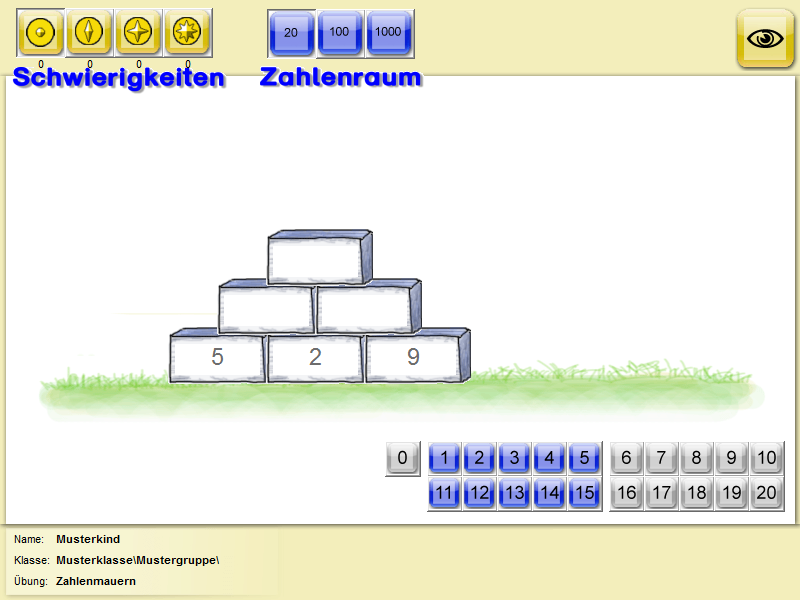 20 100 1000
0 0 0 0
Schwierigkeiten Zahlenraum
5 2 9
0 1 2 3 4 5 6 7 8 9 10
11 12 13 14 15 16 17 18 19 20
Name: Musterkind
Klasse: Musterklasse\Mustergruppe\
Übung: Zahlenmauern